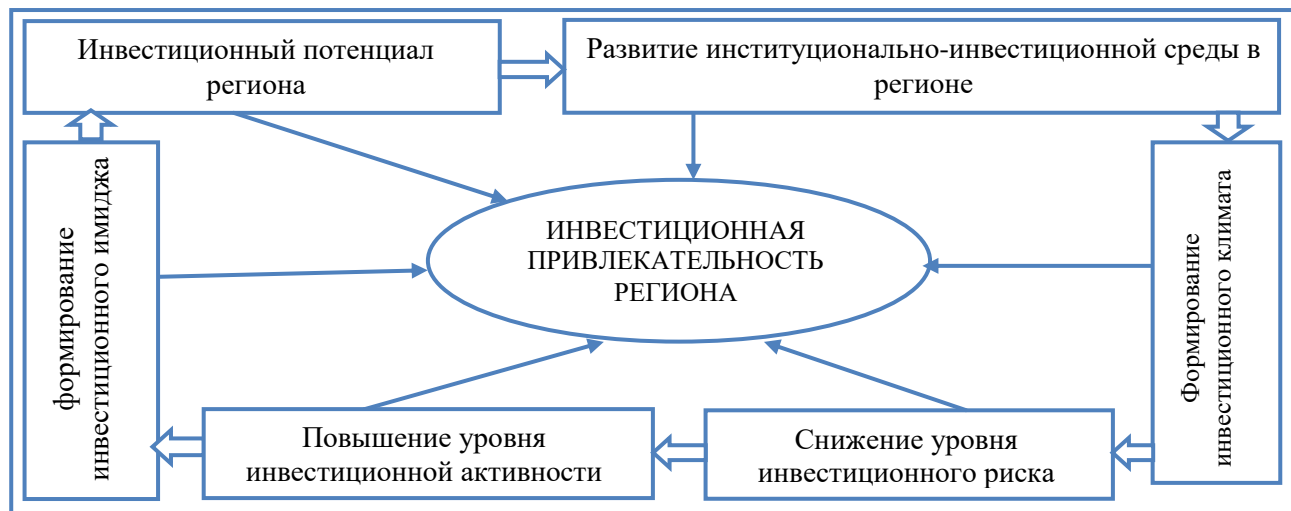 Инвестиционный потенциал
региона
Развитие институционально-инвестиционной среды в
регионе
формирование
инвестиционного имиджа
ИНВЕСТИЦИОННАЯ
ПРИВЛЕКАТЕЛЬНОСТЬ
РЕГИОНА
Формирование
инвестиционного климата
Повышение уровня
инвестиционной активности
Снижение уровня
инвестиционного риска